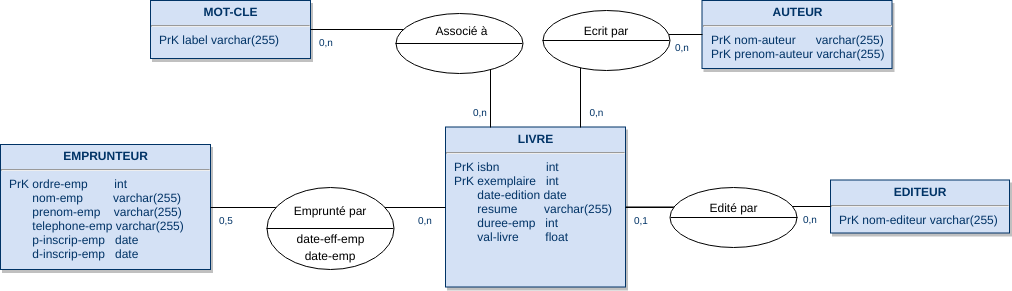 MOT-CLE
PrK label varchar(255)
0,n
Associé à
Ecrit par
0,n
AUTEUR
PrK nom-auteur varchar(255)
PrK prenom-auteur varchar(255)
0,n
0,n
EMPRUNTEUR
PrK ordre-emp int
nom-emp varchar(255)
prenom-emp varchar(255)
telephone-emp varchar(255)
p-inscrip-emp date
d-inscrip-emp date
0,5
Emprunté par
date-eff-emp
date-emp
0,n
LIVRE
PrK isbn int
PrK exemplaire int
date-edition date
resume varchar(255)
duree-emp int
val-livre float
0,1
Edité par
0,n
EDITEUR
PrK nom-editeur varchar(255)